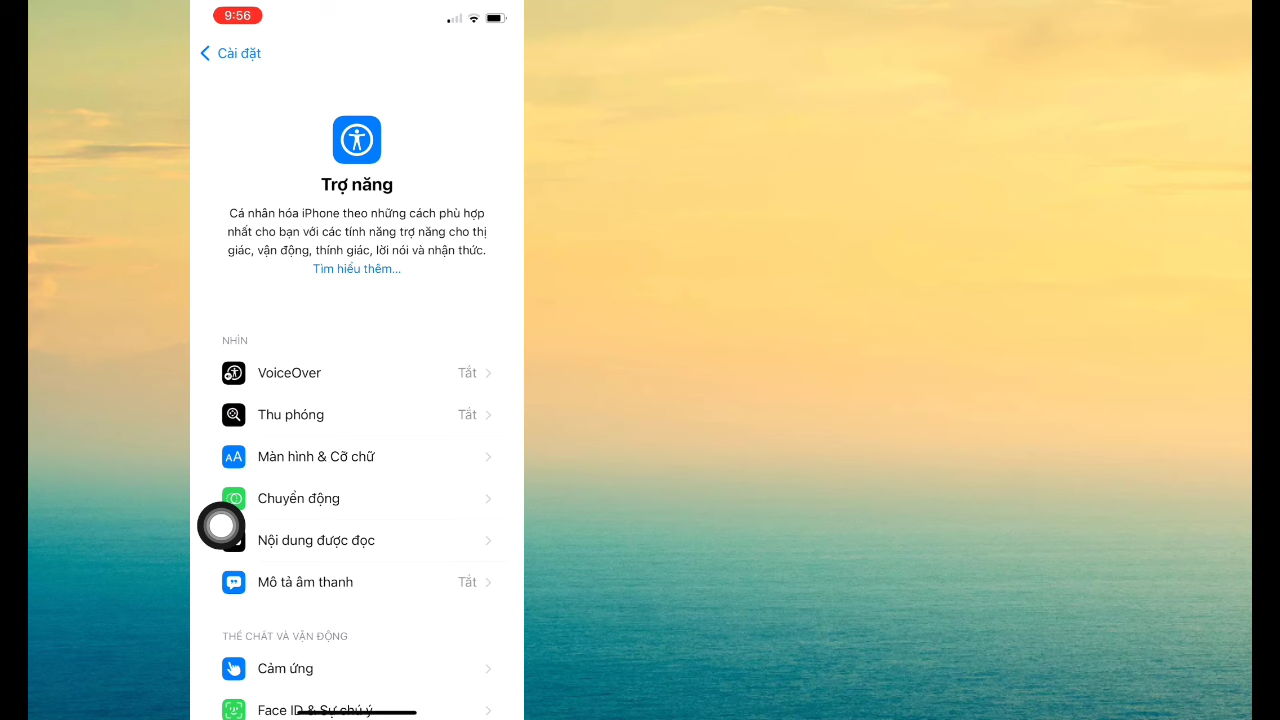 9:56
Cài đặt
Trợ năng
Cá nhân hóa iPhone theo những cách phù hợp
nhất cho bạn với các tính năng trợ năng cho thị
giác, vận động, thính giác, lời nói và nhận thức.
Tìm hiểu thêm...
NHÌN
VoiceOver Tắt
Thu phóng Tắt
AA Màn hình & Cỡ chữ
Chuyển động
Nội dung được đọc
Mô tả âm thanh Tắt
THỂ CHẤT VÀ VẬN ĐỘNG
Cảm ứng
Face ID & Sự chú ý